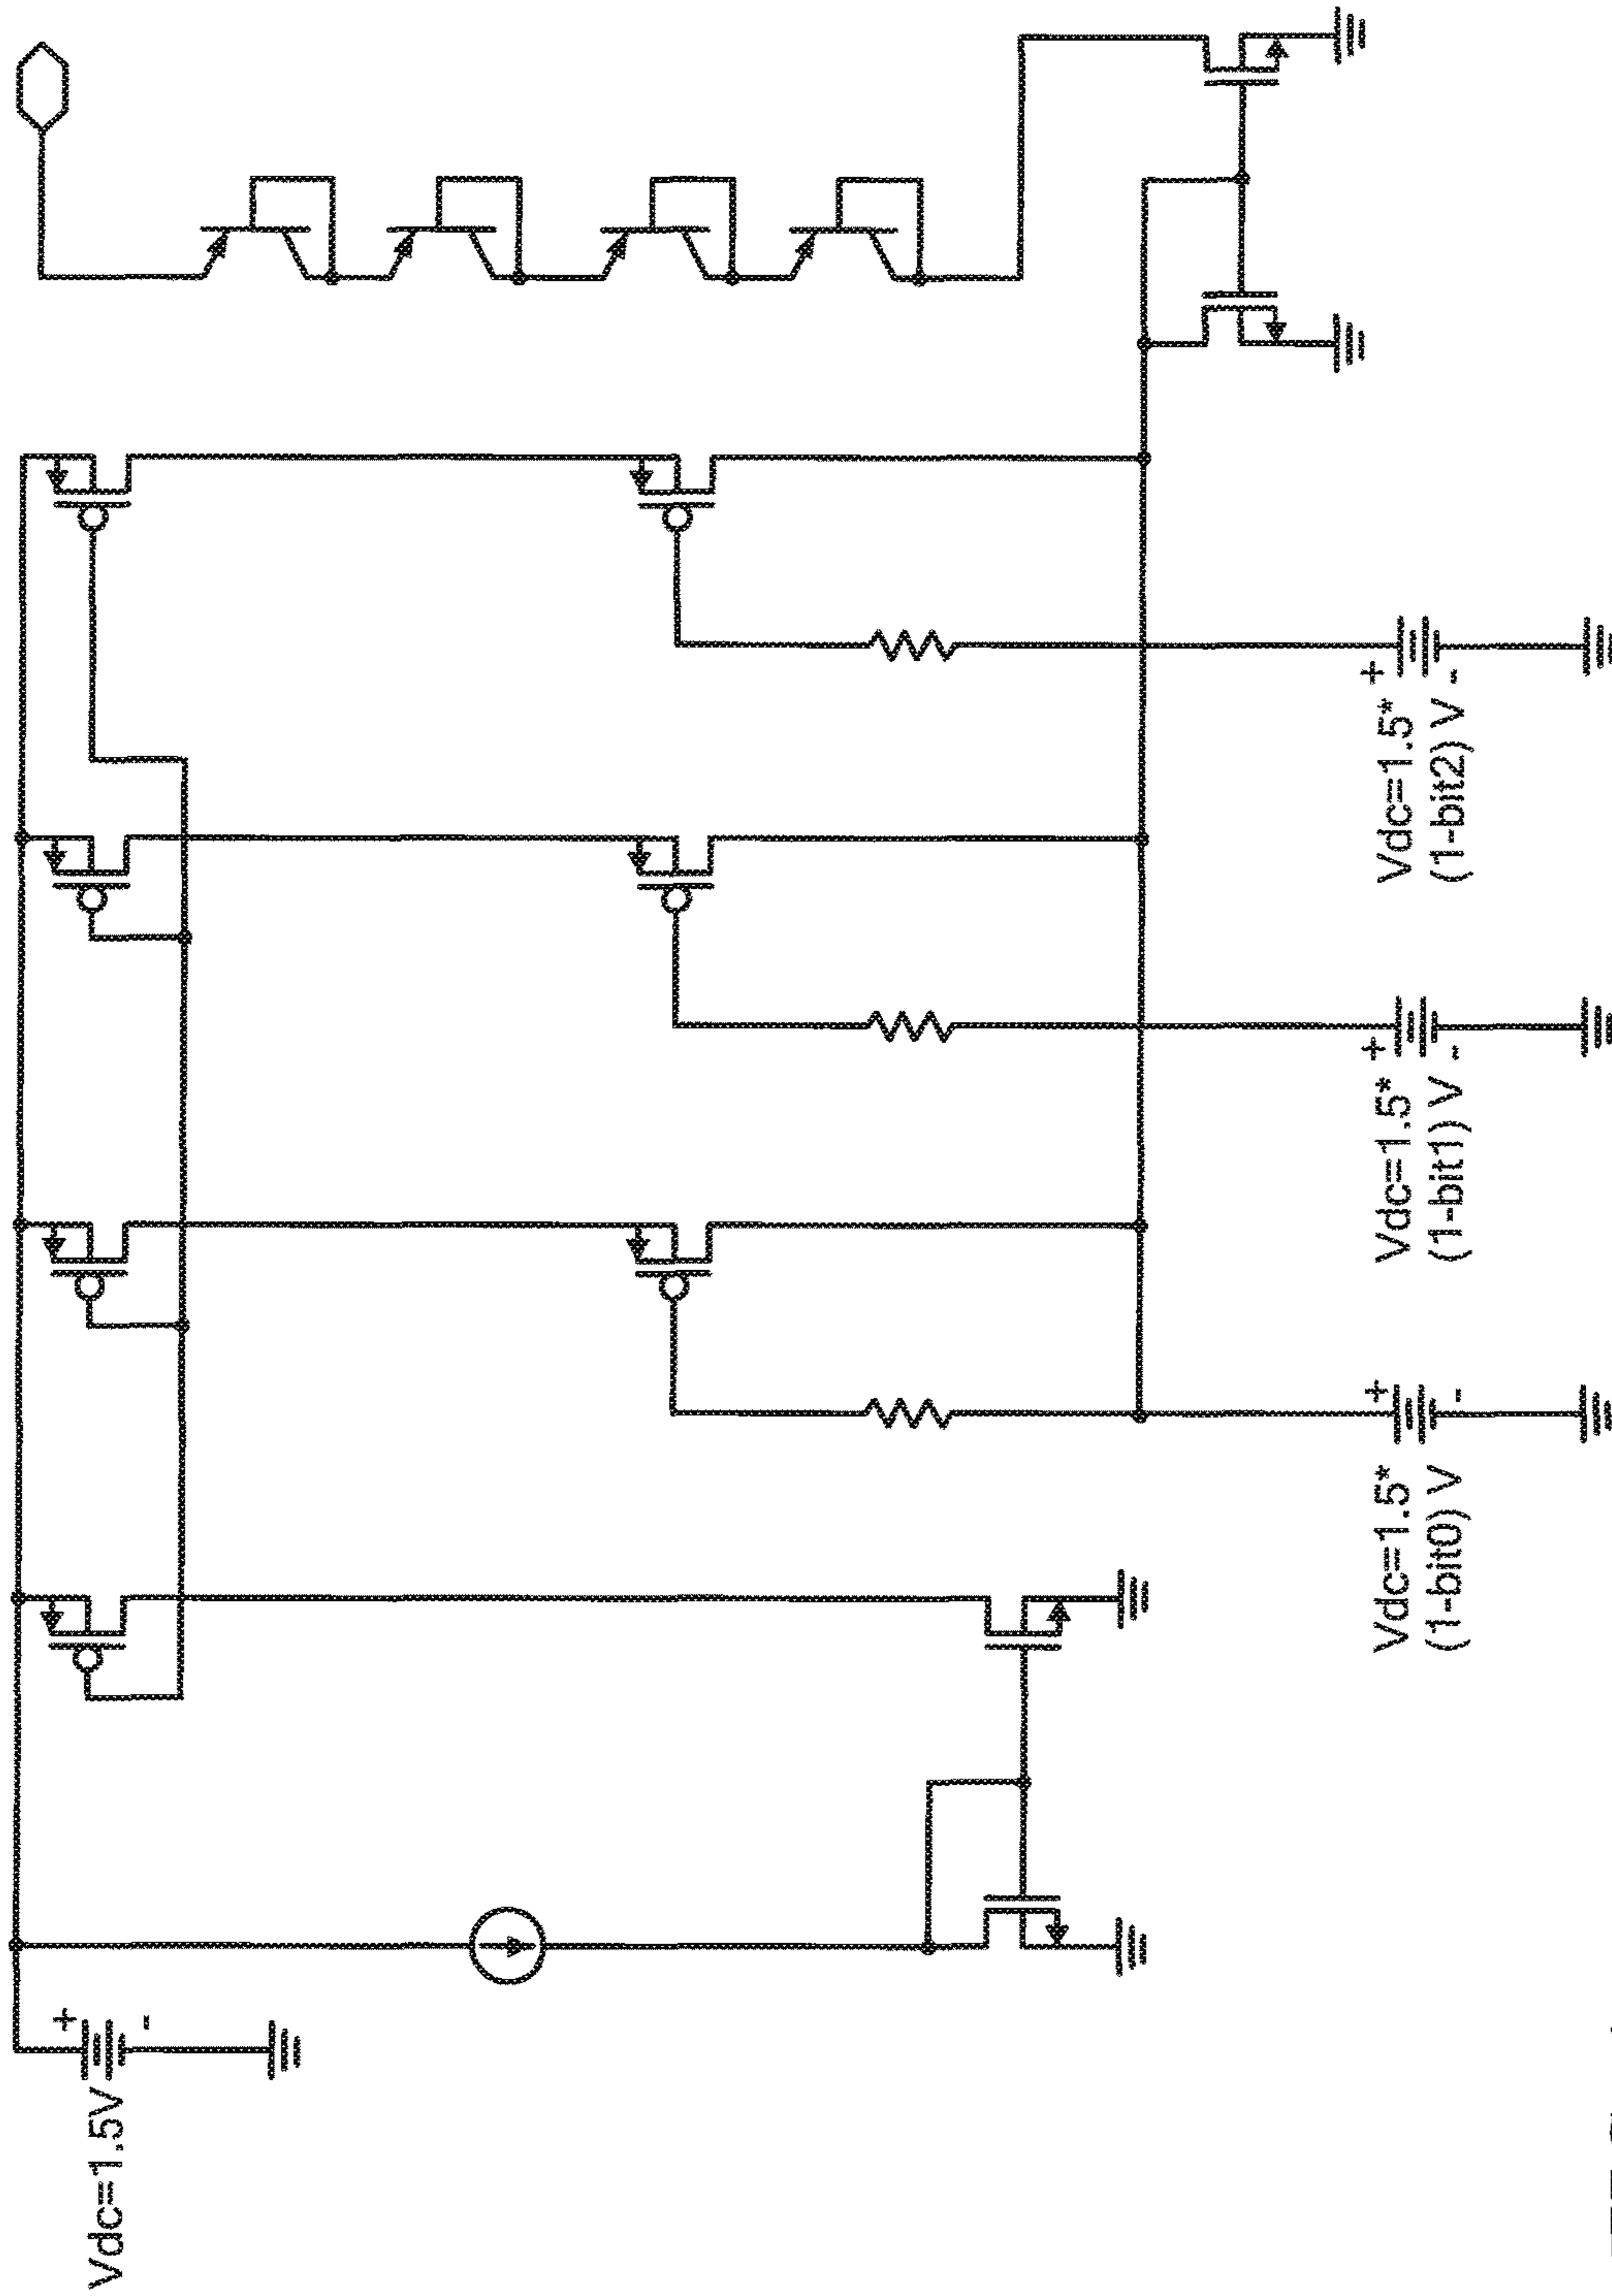 Vdc=1.5V
+
-
Vdc=1.5*
(1-bit0) V
+
-
Vdc=1.5*
(1-bit1) V
+
-
Vdc=1.5*
(1-bit2) V
+
-